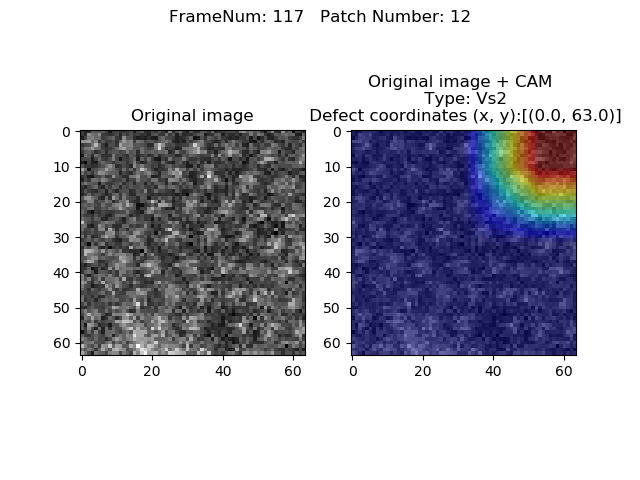 FrameNum: 117   Patch Number: 12
Original image
0
10
20
30
40
50
60
0 20 40 60
Original image + CAM
Type: Vs2
Defect coordinates (x, y):[(0.0, 63.0)]
0
10
20
30
40
50
60
0 20 40 60